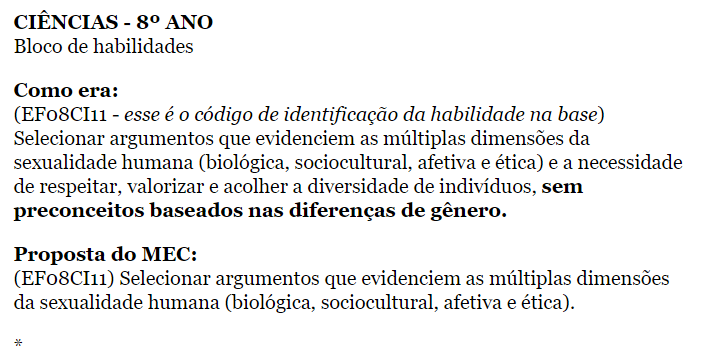 CIÊNCIAS - 8º ANO
Bloco de habilidades
Como era:
(EF08CI11 - esse é o código de identificação da habilidade na base)
Selecionar argumentos que evidenciem as múltiplas dimensões da
sexualidade humana (biológica, sociocultural, afetiva e ética) e a necessidade
de respeitar, valorizar e acolher a diversidade de indivíduos, sem
preconceitos baseados nas diferenças de gênero.
Proposta do MEC:
(EF08CI11) Selecionar argumentos que evidenciem as múltiplas dimensões
da sexualidade humana (biológica, sociocultural, afetiva e ética).
*